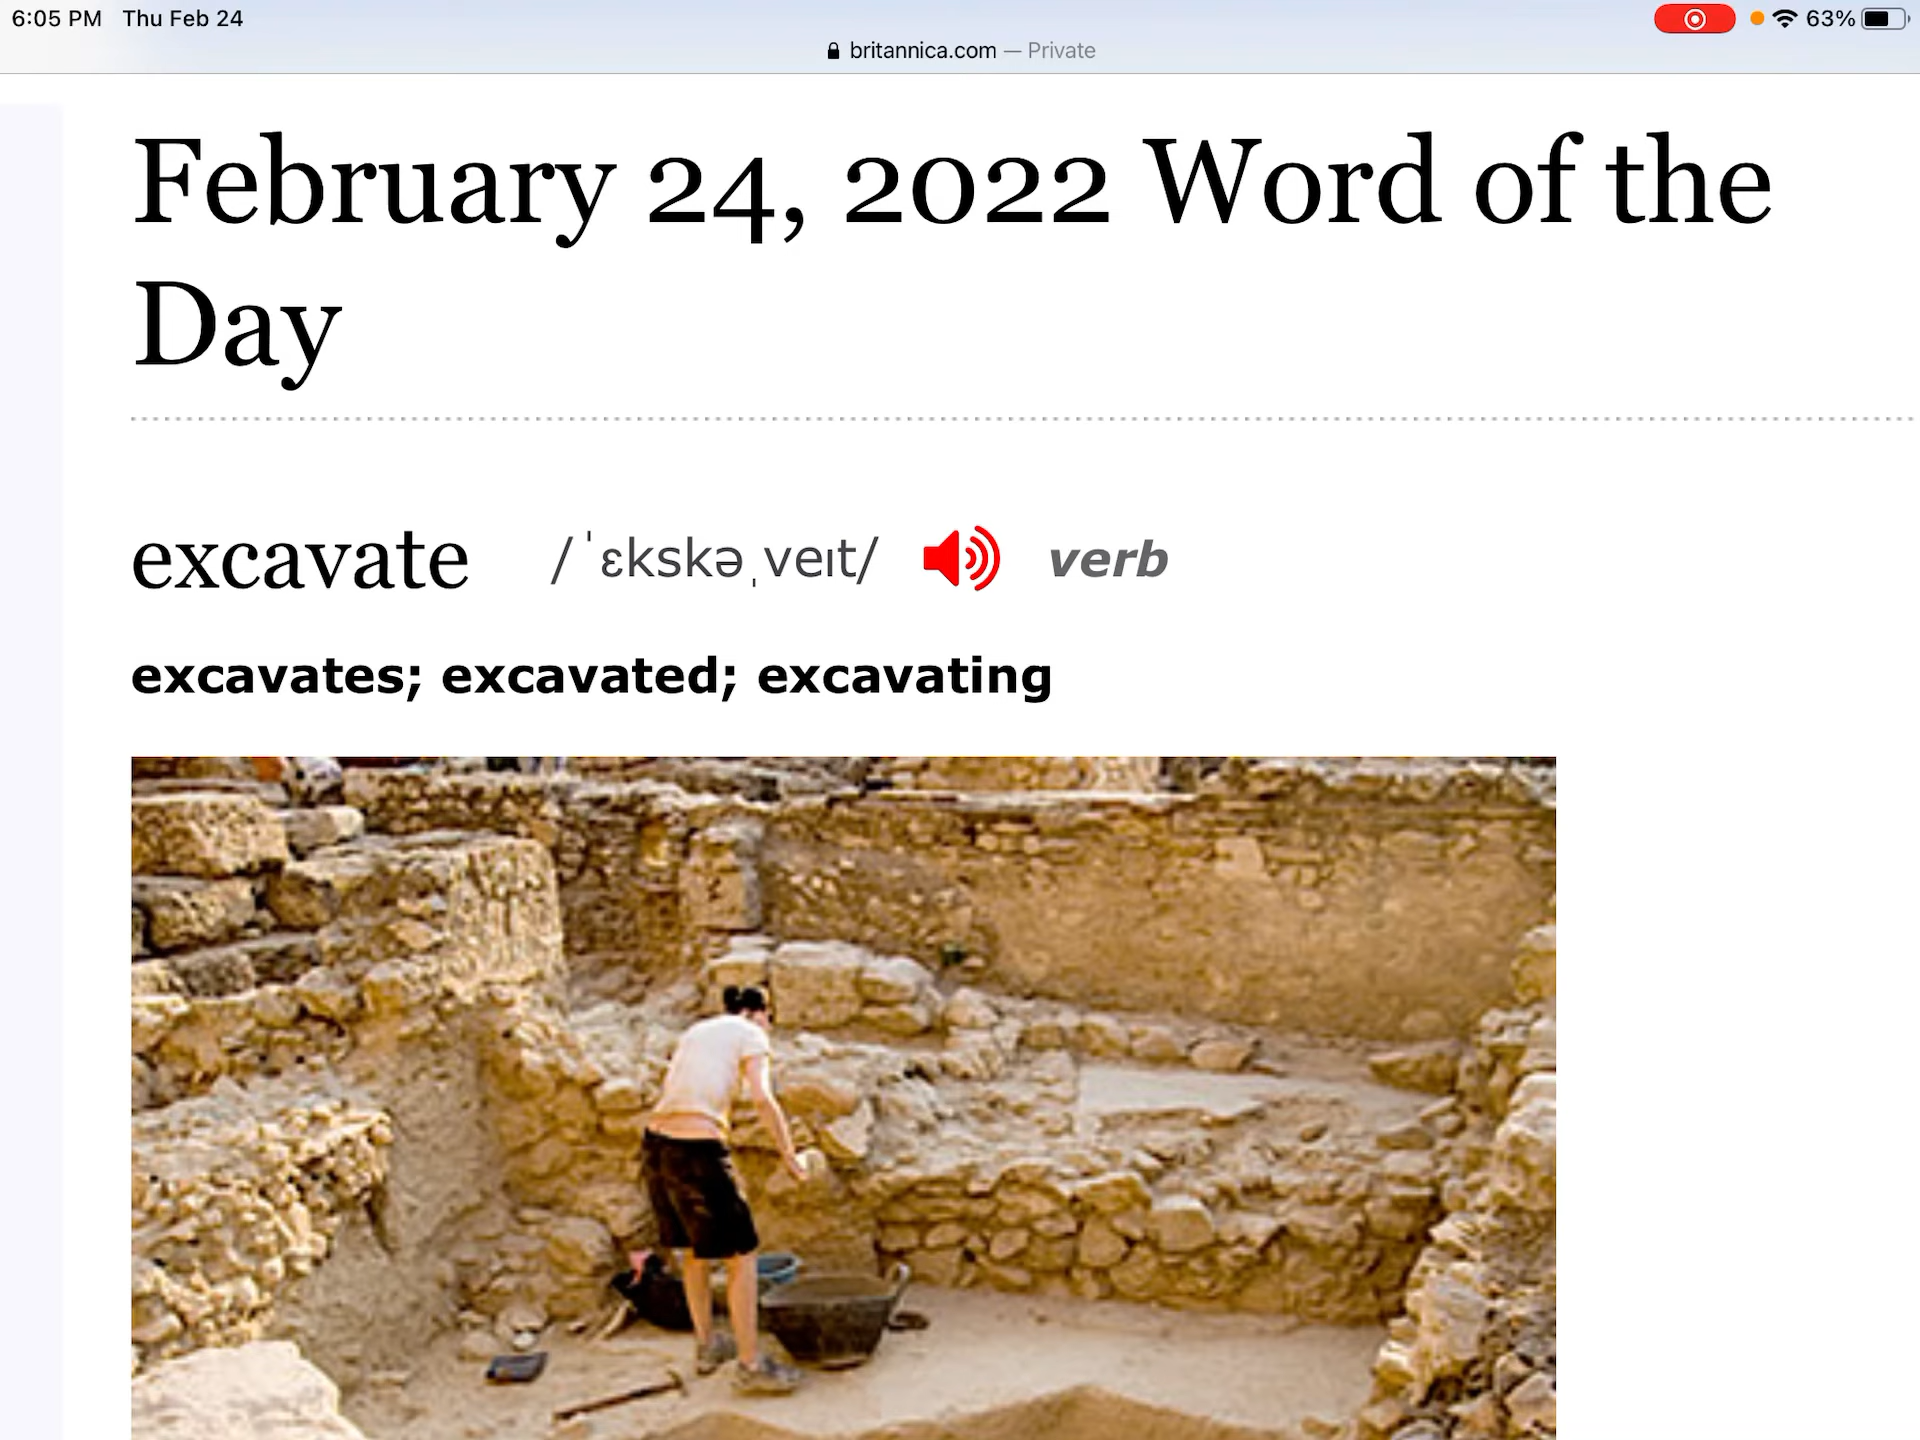 6:05 PM Thu Feb 24
63%
britannica.com — Private
February 24, 2022 Word of the
Day
excavate /ˈɛkskəˌveɪt/ verb
excavates; excavated; excavating